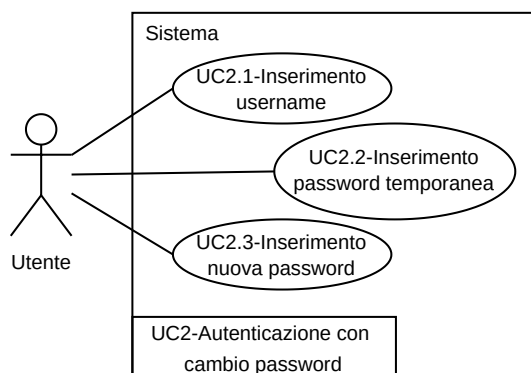 Sistema
UC2.1-Inserimento
username
UC2.2-Inserimento
password temporanea
UC2.3-Inserimento
nuova password
Utente
UC2-Autenticazione con
cambio password